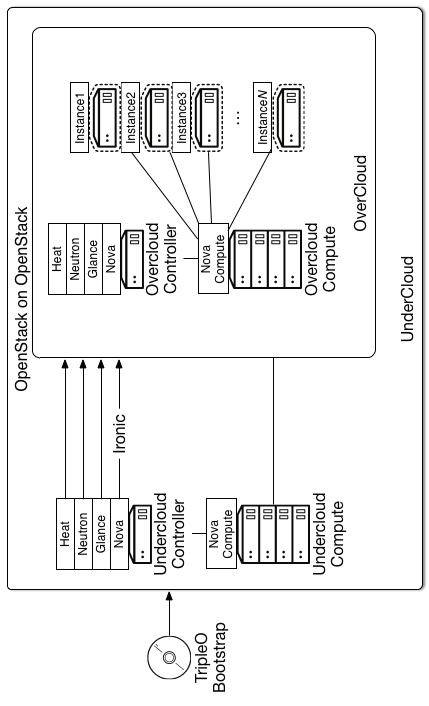 OpenStack on OpenStack
TripleO
Bootstrap
Heat
Neutron
Glance
Nova
Undercloud
Controller
Nova
Compute
Undercloud
Compute
Ironic
Heat
Neutron
Glance
Nova
Overcloud
Controller
Nova
Compute
Overcloud
Compute
Instance1
Instance2
Instance3
...
InstanceN
OverCloud
UnderCloud